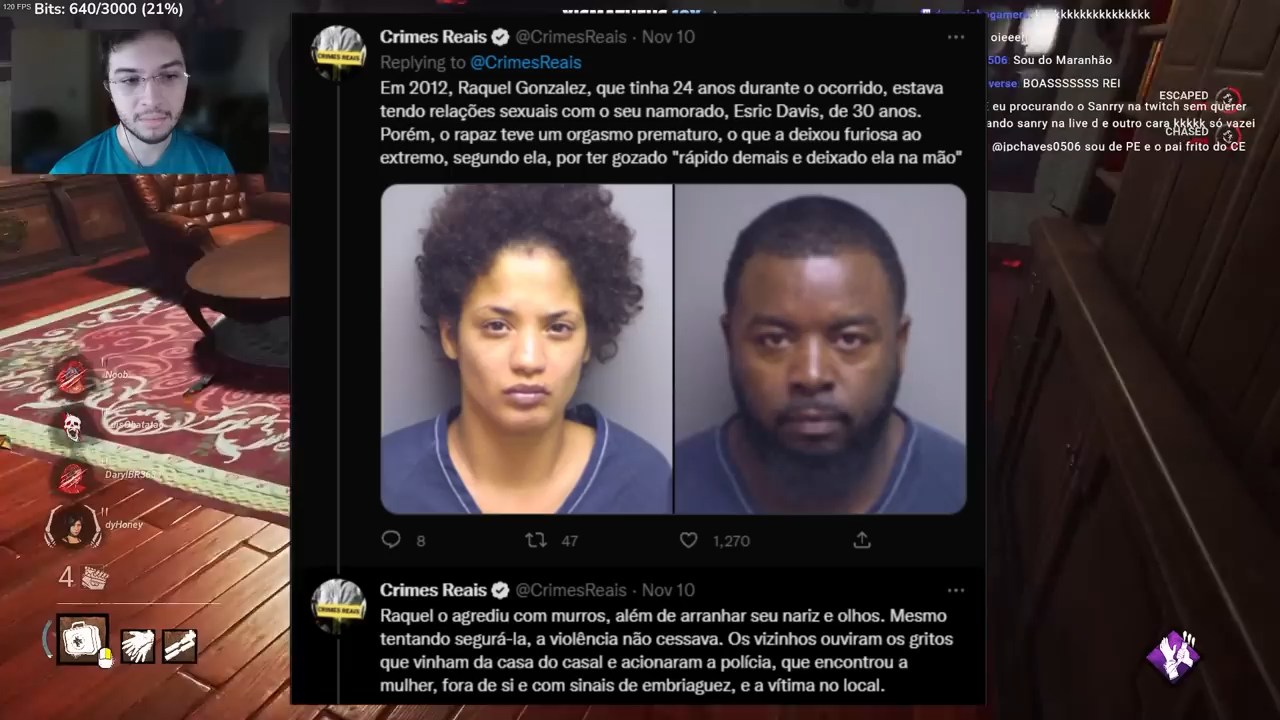 120 FPS
Bits: 640/3000 (21%)
Crimes Reais @CrimesReais · Nov 10
Replying to @CrimesReais
Em 2012, Raquel Gonzalez, que tinha 24 anos durante o ocorrido, estava
tendo relações sexuais com o seu namorado, Esric Davis, de 30 anos.
Porém, o rapaz teve um orgasmo prematuro, o que a deixou furiosa ao
extremo, segundo ela, por ter gozado "rápido demais e deixado ela na mão"
8 47 1,270
Crimes Reais @CrimesReais · Nov 10
Raquel o agrediu com murros, além de arranhar seu nariz e olhos. Mesmo
tentando segurá-la, a violência não cessava. Os vizinhos ouviram os gritos
que vinham da casa do casal e acionaram a polícia, que encontrou a
mulher, fora de si e com sinais de embriaguez, e a vítima no local.
CRIMES REAIS
CRIMES REAIS
506: Sou do Maranhão
verse: BOASSSSSSS REI
eu procurando o Sanrry na twitch sem querer
ando sanry na live d e outro cara kkkkk só vazei
@jpchaves0506 sou de PE e o pai frito do CE
ESCAPED
CHASED
Noob
DarylBR36
dyHoney
4